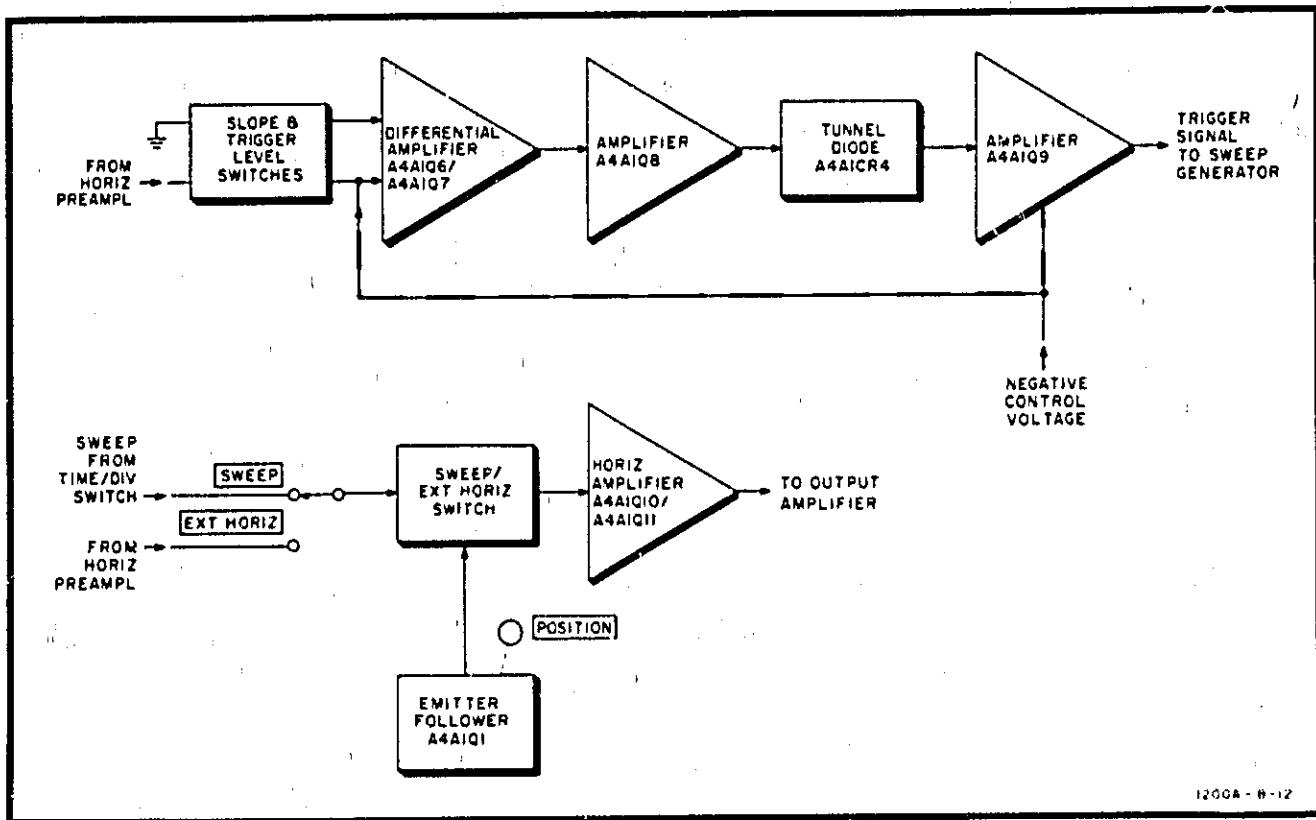 SLOPE &
TRIGGER
LEVEL
SWITCHES
FROM
HORIZ
PREAMPL
DIFFERENTIAL
AMPLIFIER
A4A1Q6/
A4A1Q7
AMPLIFIER
A4A1Q8
TUNNEL
DIODE
A4A1CR4
AMPLIFIER
A4A1Q9
TRIGGER
SIGNAL
TO SWEEP
GENERATOR
NEGATIVE
CONTROL
VOLTAGE
SWEEP
FROM
TIME/DIV
SWITCH
SWEEP
EXT HORIZ
FROM
HORIZ
PREAMPL
SWEEP/
EXT HORIZ
SWITCH
HORIZ
AMPLIFIER
A4A1Q10/
A4A1Q11
TO OUTPUT
AMPLIFIER
POSITION
EMITTER
FOLLOWER
A4A1Q1
1200A-B-12